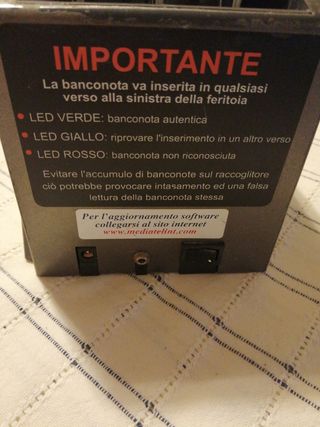 IMPORTANTE
La banconota va inserita in qualsiasi
verso alla sinistra della feritoia
• LED VERDE: banconota autentica
• LED GIALLO: riprovare l'inserimento in un altro verso
• LED ROSSO: banconota non riconosciuta
Evitare l'accumulo di banconote sul raccoglitore
ciò potrebbe provocare intasamento ed una falsa
lettura della banconota stessa
Per l'aggiornamento software
collegarsi al sito internet
www.mediatelint.com